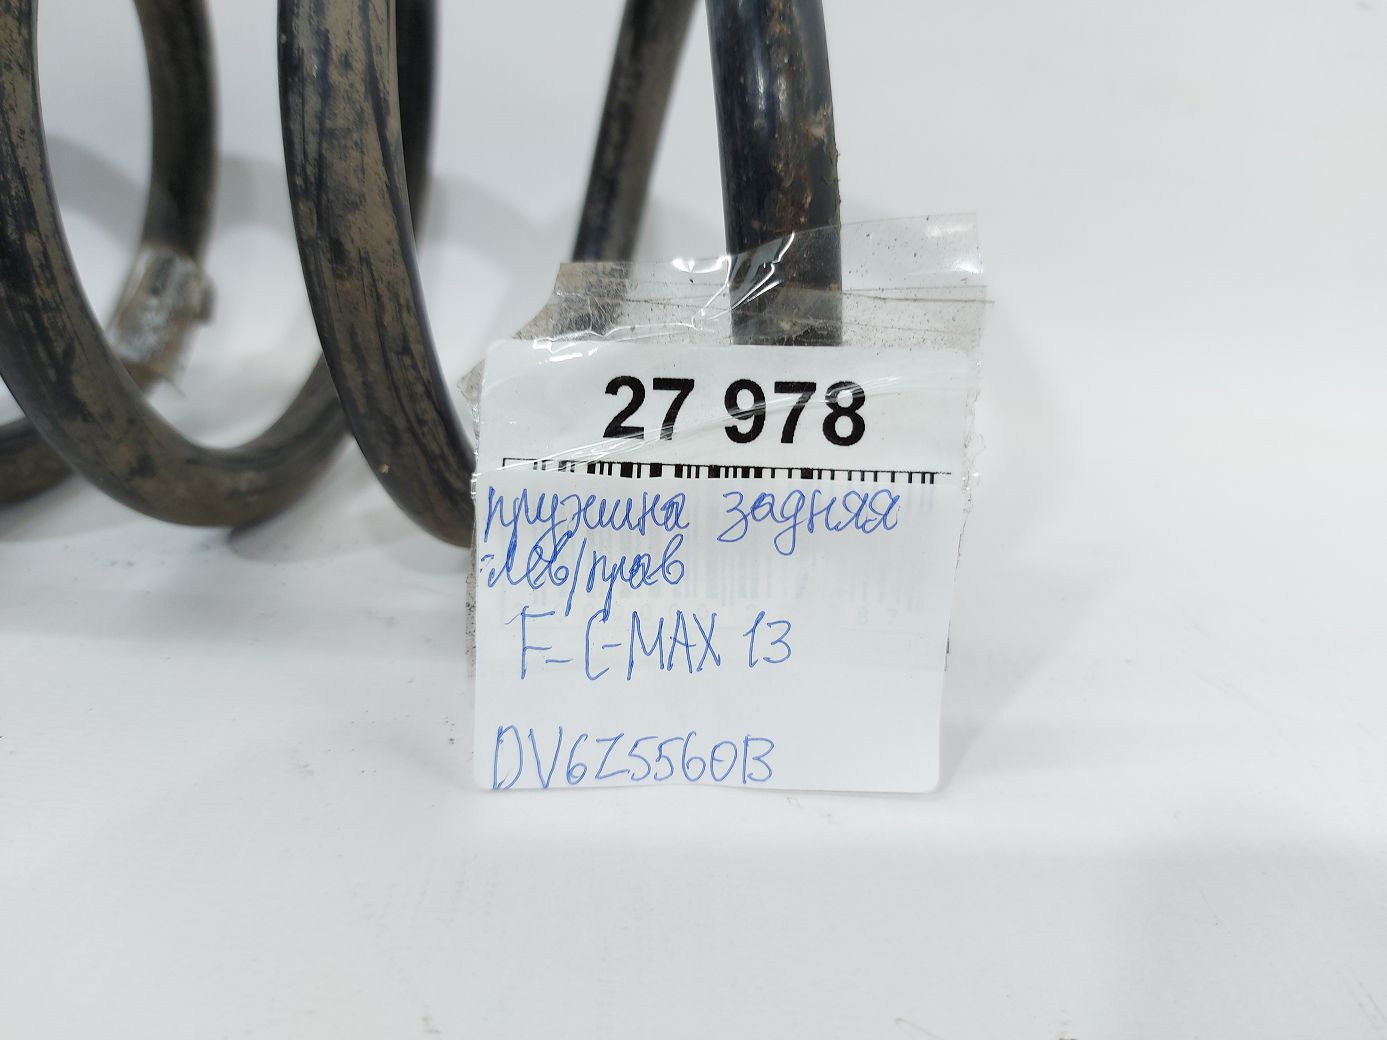 27 978
пружина задняя
лев/прав
F-C-MAX 13
DV6Z5560B